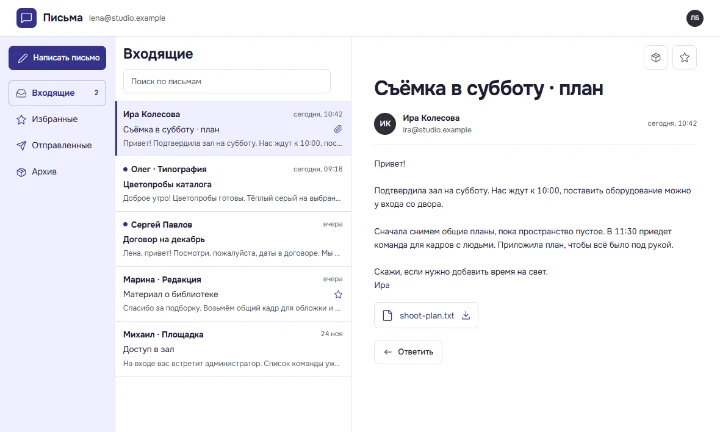 Письма
lena@studio.example
ЛБ
Написать письмо
Входящие 2
Избранные
Отправленные
Архив
Входящие
Поиск по письмам
Ира Колесова сегодня, 10:42
Съёмка в субботу · план
Привет! Подтвердила зал на субботу. Нас ждут к 10:00, пос...
Олег · Типография сегодня, 09:18
Цветопробы каталога
Доброе утро! Цветопробы готовы. Тёплый серый на выбран...
Сергей Павлов вчера
Договор на декабрь
Лена, привет! Посмотри, пожалуйста, даты в договоре. Мы ...
Марина · Редакция вчера
Материал о библиотеке
Спасибо за подборку. Возьмём общий кадр для обложки и ...
Михаил · Площадка 24 ноя
Доступ в зал
На входе вас встретит администратор. Список команды уж...
Съёмка в субботу · план
ИК
Ира Колесова
ira@studio.example
сегодня, 10:42
Привет!
Подтвердила зал на субботу. Нас ждут к 10:00, поставить оборудование можно
у входа со двора.
Сначала снимем общие планы, пока пространство пустое. В 11:30 приедет
команда для кадров с людьми. Приложила план, чтобы всё было под рукой.
Скажи, если нужно добавить время на свет.
Ира
shoot-plan.txt
Ответить